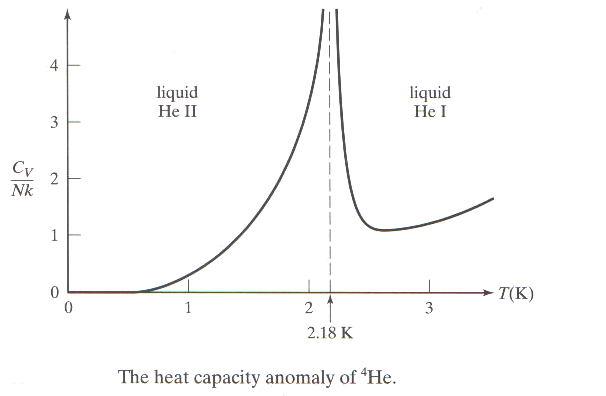 4
liquid
He II
liquid
He I
3
C_V
Nk
2
1
0
T(K)
0
1
2
3
2.18 K
The heat capacity anomaly of ⁴He.